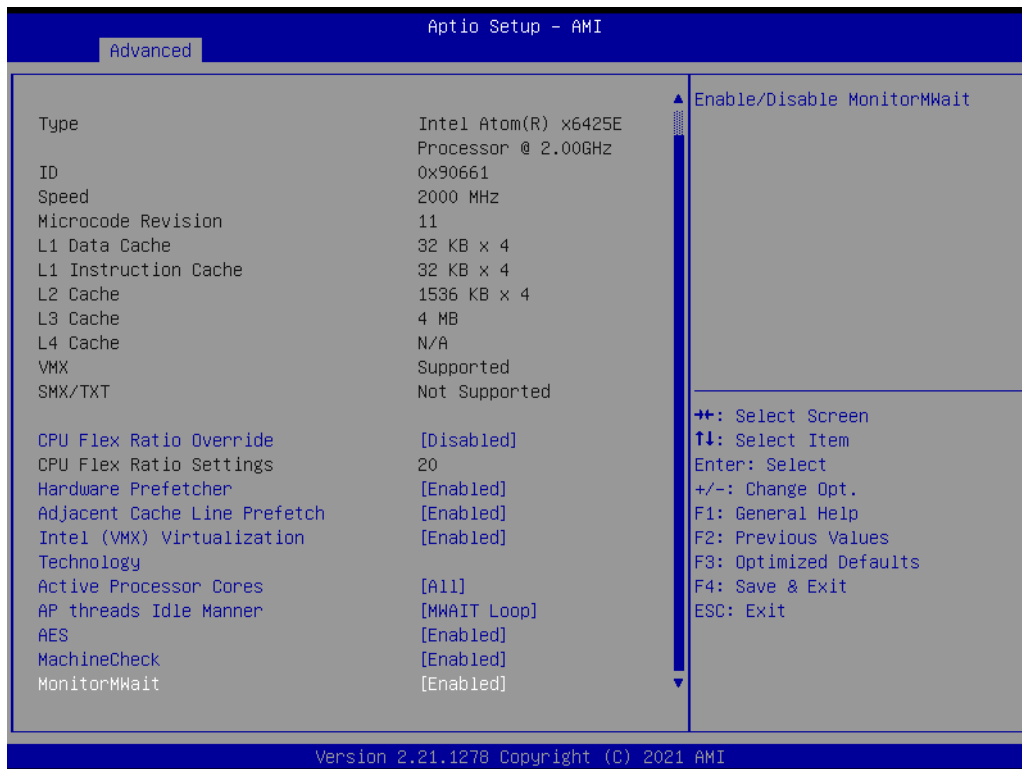 Aptio Setup – AMI
Advanced
Type Intel Atom(R) x6425E
Processor @ 2.00GHz
ID 0x90661
Speed 2000 MHz
Microcode Revision 11
L1 Data Cache 32 KB x 4
L1 Instruction Cache 32 KB x 4
L2 Cache 1536 KB x 4
L3 Cache 4 MB
L4 Cache N/A
VMX Supported
SMX/TXT Not Supported
CPU Flex Ratio Override [Disabled]
CPU Flex Ratio Settings 20
Hardware Prefetcher [Enabled]
Adjacent Cache Line Prefetch [Enabled]
Intel (VMX) Virtualization [Enabled]
Technology
Active Processor Cores [All]
AP threads Idle Manner [MWAIT Loop]
AES [Enabled]
MachineCheck [Enabled]
MonitorMWait [Enabled]
Enable/Disable MonitorMWait
→←: Select Screen
↑↓: Select Item
Enter: Select
+/-: Change Opt.
F1: General Help
F2: Previous Values
F3: Optimized Defaults
F4: Save & Exit
ESC: Exit
Version 2.21.1278 Copyright (C) 2021 AMI